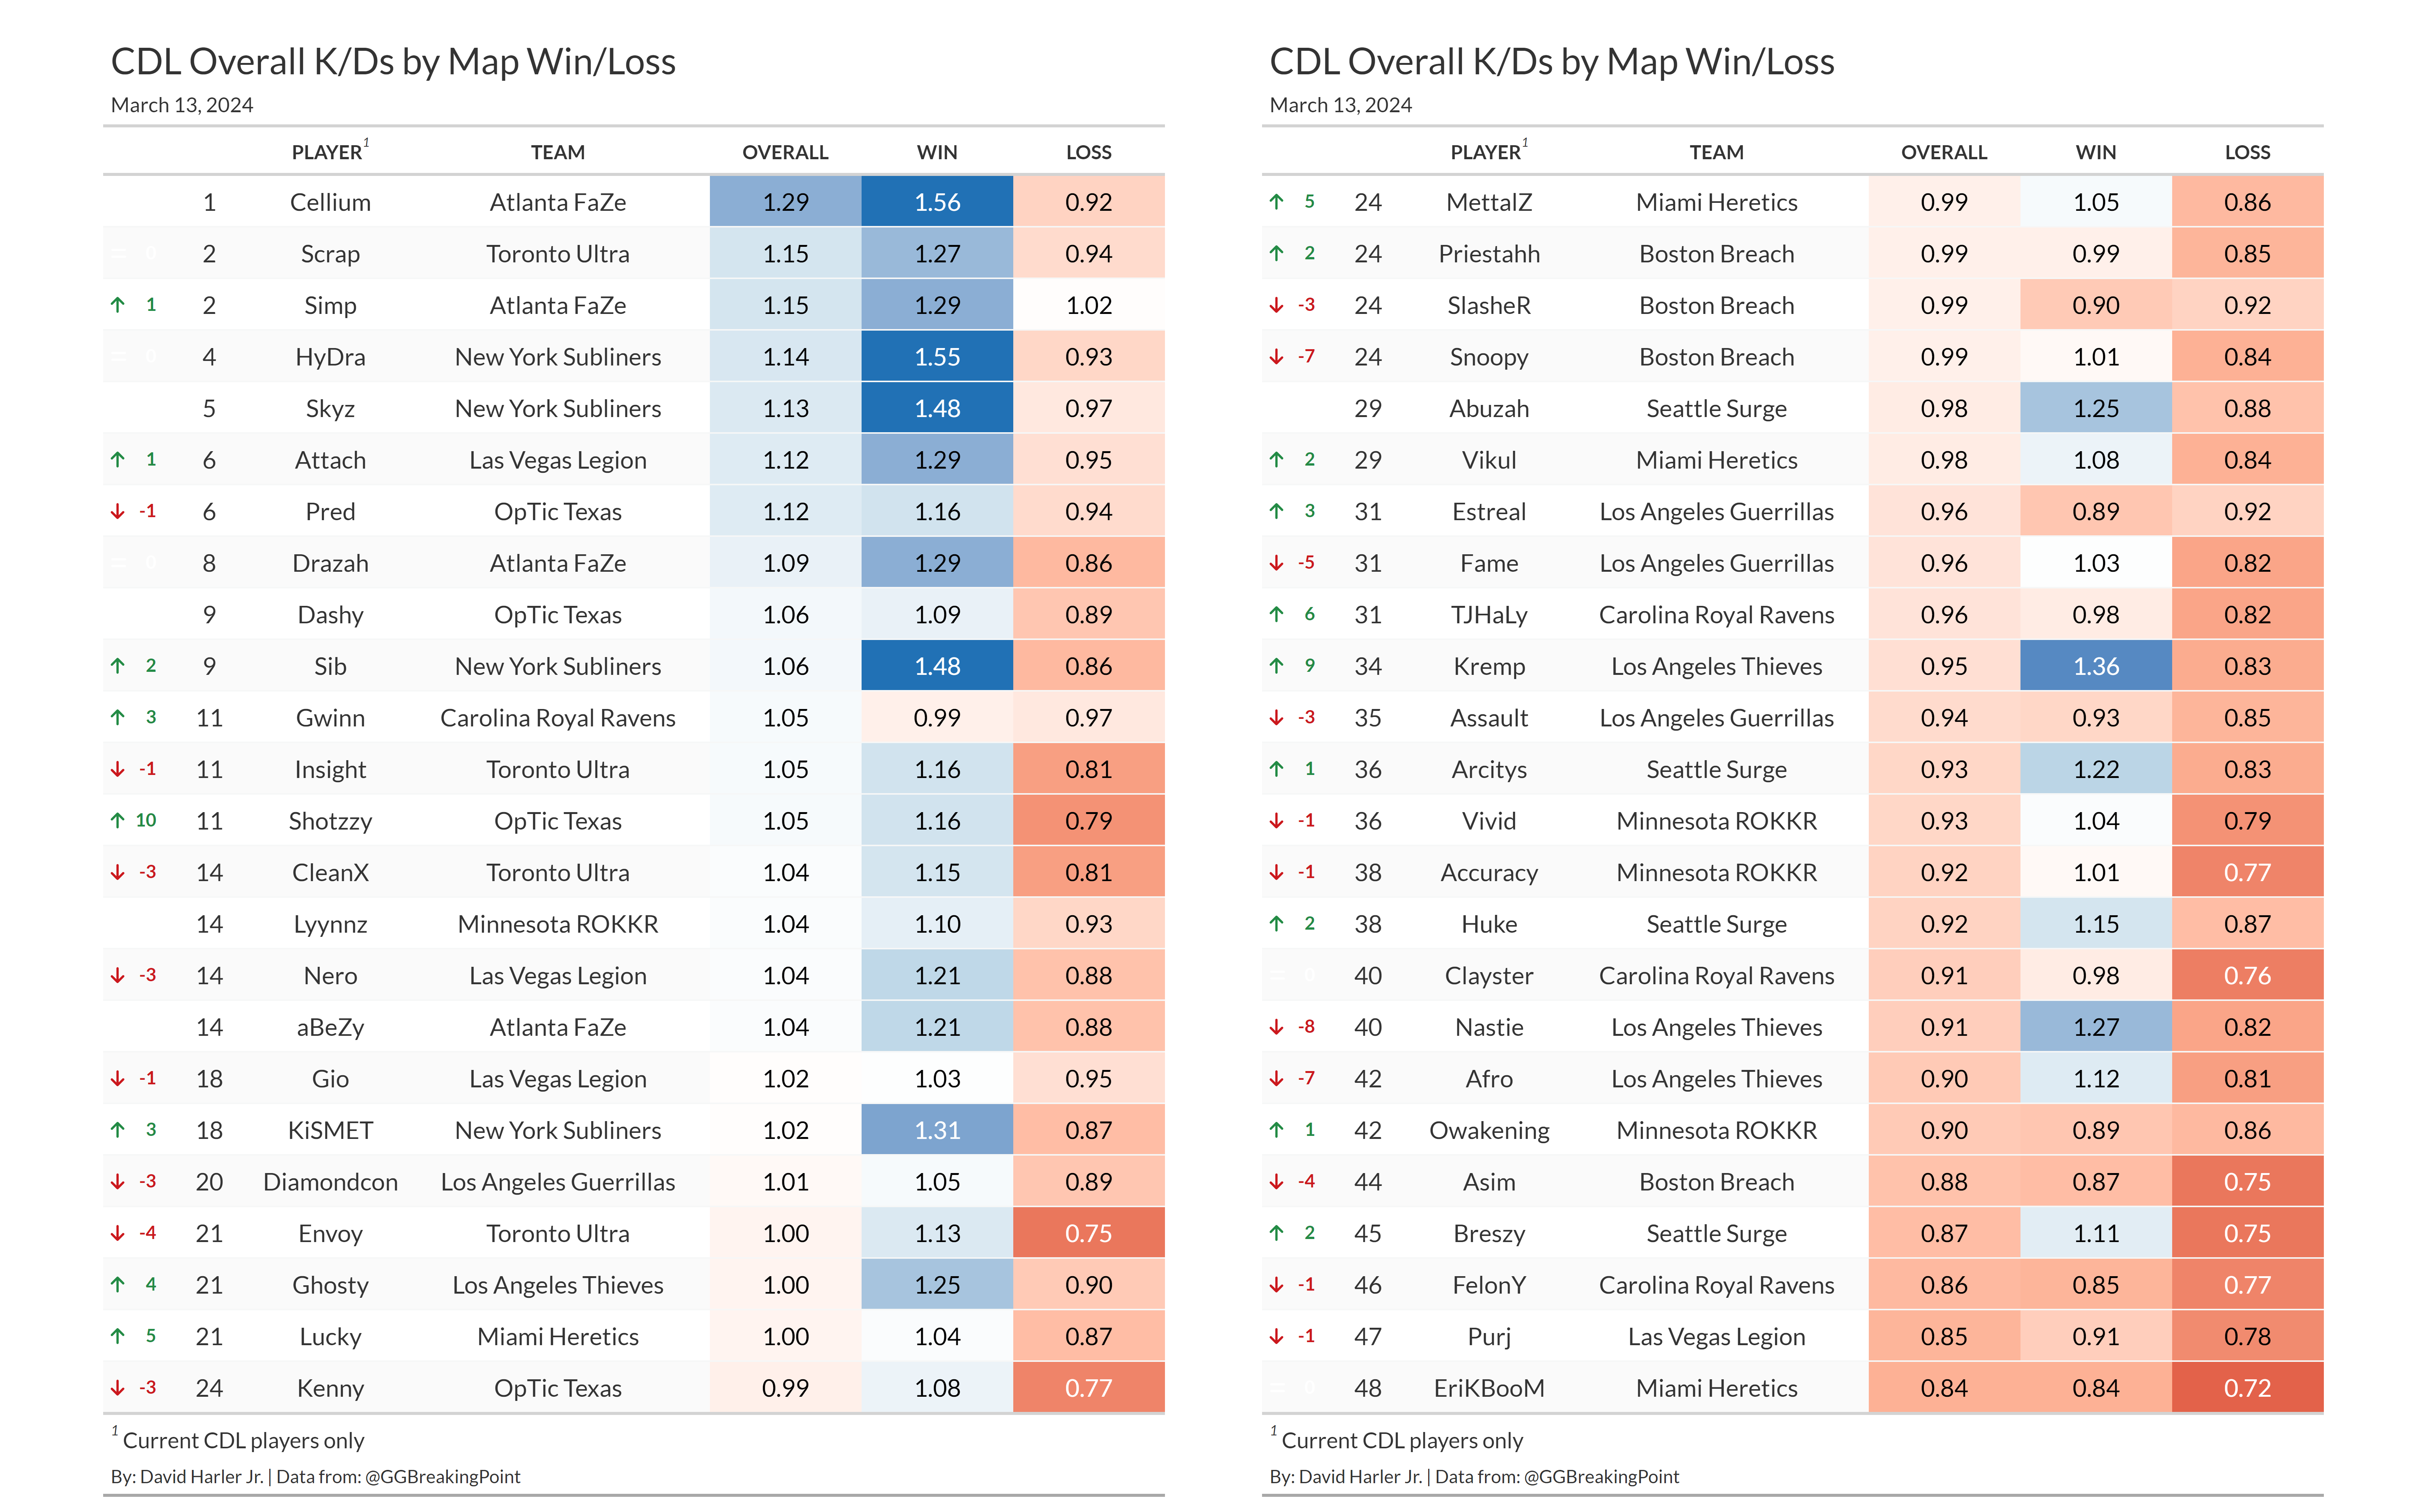 CDL Overall K/Ds by Map Win/Loss
March 13, 2024
PLAYER1 TEAM OVERALL WIN LOSS
1 Cellium Atlanta FaZe 1.29 1.56 0.92
= 0 2 Scrap Toronto Ultra 1.15 1.27 0.94
↑ 1 2 Simp Atlanta FaZe 1.15 1.29 1.02
= 0 4 HyDra New York Subliners 1.14 1.55 0.93
5 Skyz New York Subliners 1.13 1.48 0.97
↑ 1 6 Attach Las Vegas Legion 1.12 1.29 0.95
↓ -1 6 Pred OpTic Texas 1.12 1.16 0.94
= 0 8 Drazah Atlanta FaZe 1.09 1.29 0.86
9 Dashy OpTic Texas 1.06 1.09 0.89
↑ 2 9 Sib New York Subliners 1.06 1.48 0.86
↑ 3 11 Gwinn Carolina Royal Ravens 1.05 0.99 0.97
↓ -1 11 Insight Toronto Ultra 1.05 1.16 0.81
↑ 10 11 Shotzzy OpTic Texas 1.05 1.16 0.79
↓ -3 14 CleanX Toronto Ultra 1.04 1.15 0.81
14 Lyynnz Minnesota ROKKR 1.04 1.10 0.93
↓ -3 14 Nero Las Vegas Legion 1.04 1.21 0.88
14 aBeZy Atlanta FaZe 1.04 1.21 0.88
↓ -1 18 Gio Las Vegas Legion 1.02 1.03 0.95
↑ 3 18 KiSMET New York Subliners 1.02 1.31 0.87
↓ -3 20 Diamondcon Los Angeles Guerrillas 1.01 1.05 0.89
↓ -4 21 Envoy Toronto Ultra 1.00 1.13 0.75
↑ 4 21 Ghosty Los Angeles Thieves 1.00 1.25 0.90
↑ 5 21 Lucky Miami Heretics 1.00 1.04 0.87
↓ -3 24 Kenny OpTic Texas 0.99 1.08 0.77
1 Current CDL players only
By: David Harler Jr. | Data from: @GGBreakingPoint
CDL Overall K/Ds by Map Win/Loss
March 13, 2024
PLAYER1 TEAM OVERALL WIN LOSS
↑ 5 24 MettalZ Miami Heretics 0.99 1.05 0.86
↑ 2 24 Priestahh Boston Breach 0.99 0.99 0.85
↓ -3 24 SlasheR Boston Breach 0.99 0.90 0.92
↓ -7 24 Snoopy Boston Breach 0.99 1.01 0.84
29 Abuzah Seattle Surge 0.98 1.25 0.88
↑ 2 29 Vikul Miami Heretics 0.98 1.08 0.84
↑ 3 31 Estreal Los Angeles Guerrillas 0.96 0.89 0.92
↓ -5 31 Fame Los Angeles Guerrillas 0.96 1.03 0.82
↑ 6 31 TJHaLy Carolina Royal Ravens 0.96 0.98 0.82
↑ 9 34 Kremp Los Angeles Thieves 0.95 1.36 0.83
↓ -3 35 Assault Los Angeles Guerrillas 0.94 0.93 0.85
↑ 1 36 Arcitys Seattle Surge 0.93 1.22 0.83
↓ -1 36 Vivid Minnesota ROKKR 0.93 1.04 0.79
↓ -1 38 Accuracy Minnesota ROKKR 0.92 1.01 0.77
↑ 2 38 Huke Seattle Surge 0.92 1.15 0.87
= 0 40 Clayster Carolina Royal Ravens 0.91 0.98 0.76
↓ -8 40 Nastie Los Angeles Thieves 0.91 1.27 0.82
↓ -7 42 Afro Los Angeles Thieves 0.90 1.12 0.81
↑ 1 42 Owakening Minnesota ROKKR 0.90 0.89 0.86
↓ -4 44 Asim Boston Breach 0.88 0.87 0.75
↑ 2 45 Breszy Seattle Surge 0.87 1.11 0.75
↓ -1 46 FelonY Carolina Royal Ravens 0.86 0.85 0.77
↓ -1 47 Purj Las Vegas Legion 0.85 0.91 0.78
= 0 48 EriKBooM Miami Heretics 0.84 0.84 0.72
1 Current CDL players only
By: David Harler Jr. | Data from: @GGBreakingPoint